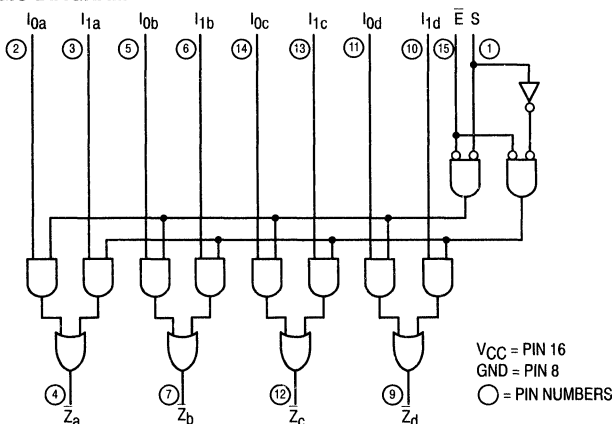 I0a I1a I0b I1b I0c I1c I0d I1d E̅ S
2 3 5 6 14 13 11 10 15 1
VCC = PIN 16
GND = PIN 8
= PIN NUMBERS
4 7 12 9
Z̅a Z̅b Z̅c Z̅d